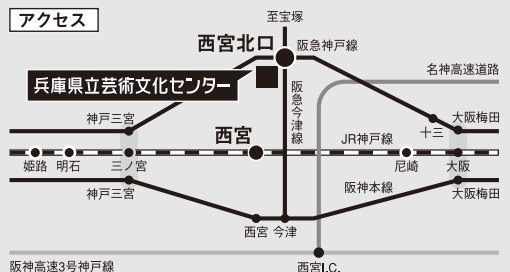 アクセス
至宝塚
西宮北口
阪急神戸線
兵庫県立芸術文化センター
名神高速道路
阪急今津線
神戸三宮
十三
大阪梅田
西宮
JR神戸線
姫路
明石
三ノ宮
尼崎
大阪
神戸三宮
阪神本線
大阪梅田
西宮
今津
阪神高速3号神戸線
西宮I.C.